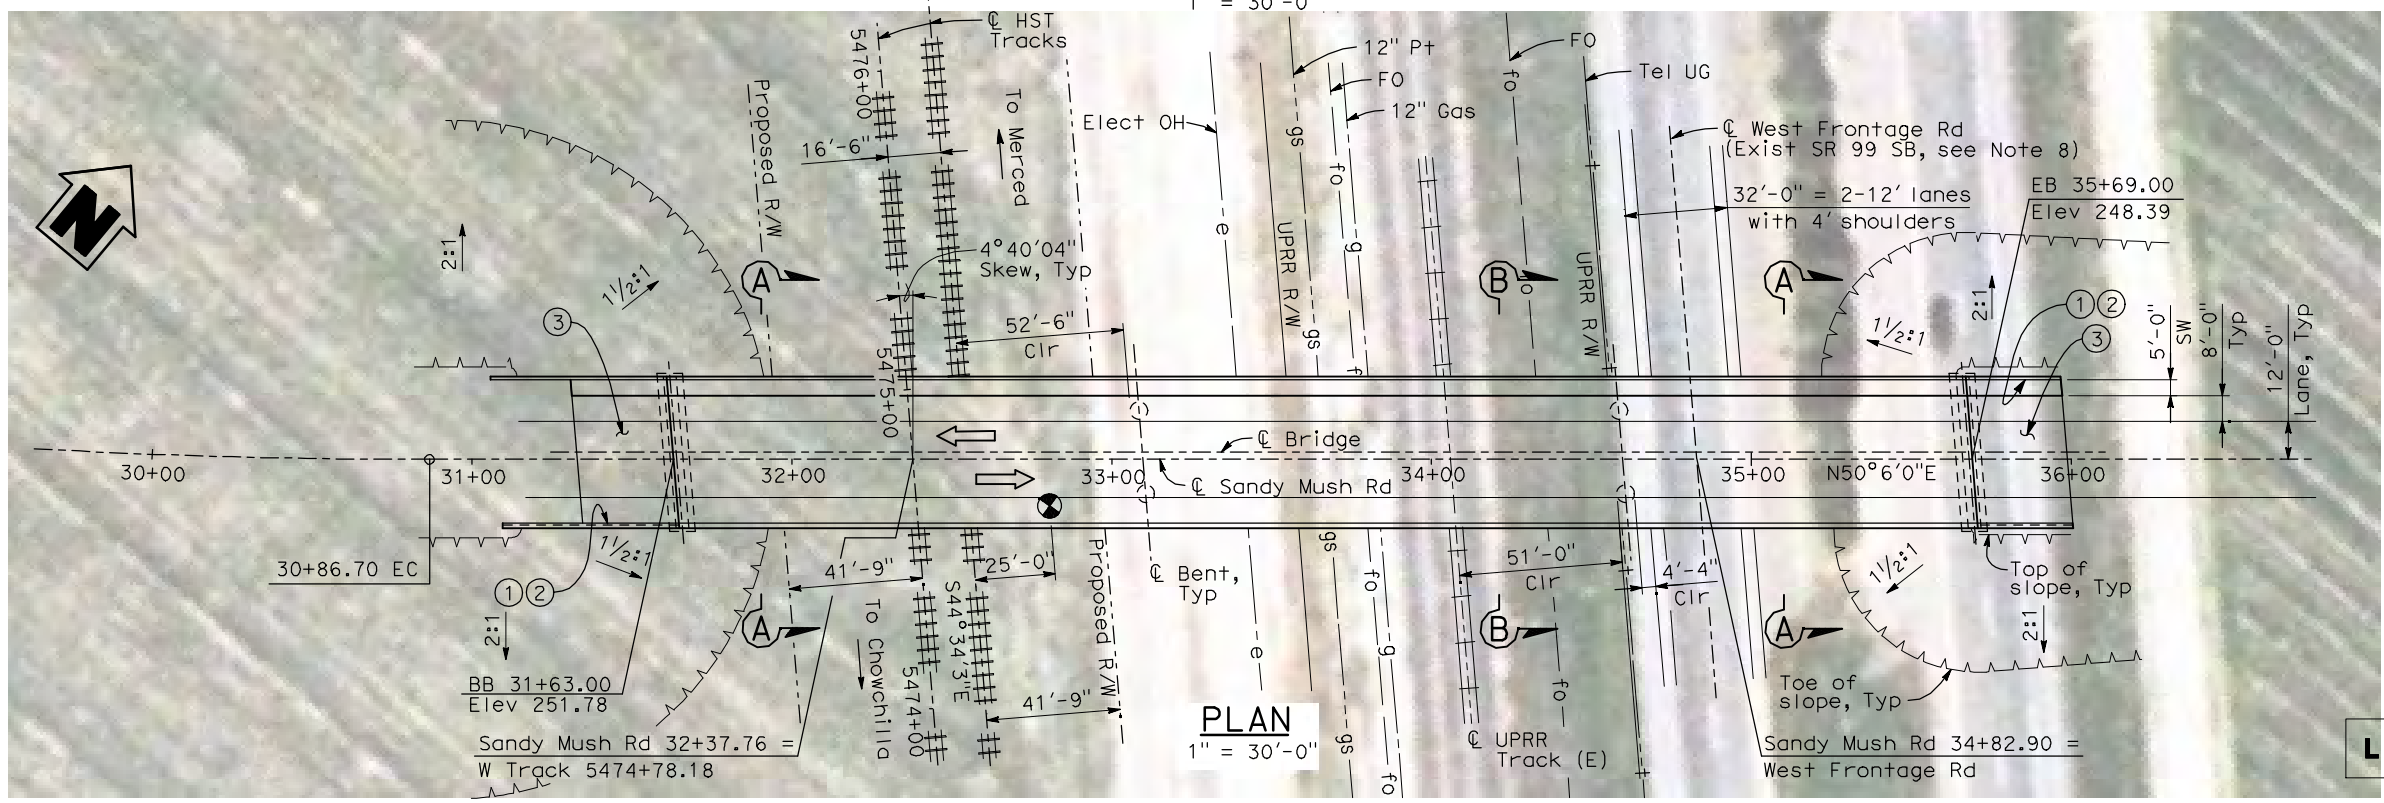 1" = 30'-0"
℄ HST
Tracks
5476+00
Proposed R/W
16'-6"
To Merced
12" Pt
FO
12" Gas
Elect OH
FO
Tel UG
℄ West Frontage Rd
(Exist SR 99 SB, see Note 8)
32'-0" = 2-12' lanes
with 4' shoulders
EB 35+69.00
Elev 248.39
N
2:1
1½:1
A
4°40'04"
Skew, Typ
52'-6"
Clr
e
UPRR R/W
gs
gs
fo
g
f
fo
fo
B
UPRR R/W
A
1½:1
2:1
1 2
3
5'-0"
SW
8'-0"
Typ
12'-0"
Lane, Typ
3
5475+00
℄ Bridge
30+00
31+00
32+00
33+00
34+00
35+00
N50°6'0"E
36+00
℄ Sandy Mush Rd
30+86.70 EC
1½:1
1 2
2:1
BB 31+63.00
Elev 251.78
Sandy Mush Rd 32+37.76 =
W Track 5474+78.18
41'-9"
A
To Chowchilla
5474+00
S44°34'3"E
25'-0"
41'-9"
Proposed R/W
℄ Bent,
Typ
e
gs
gs
fo
g
fo
PLAN
1" = 30'-0"
51'-0"
Clr
4'-4"
Clr
B
fo
℄ UPRR
Track (E)
A
1½:1
Top of
slope, Typ
2:1
Toe of
slope, Typ
Sandy Mush Rd 34+82.90 =
West Frontage Rd
L